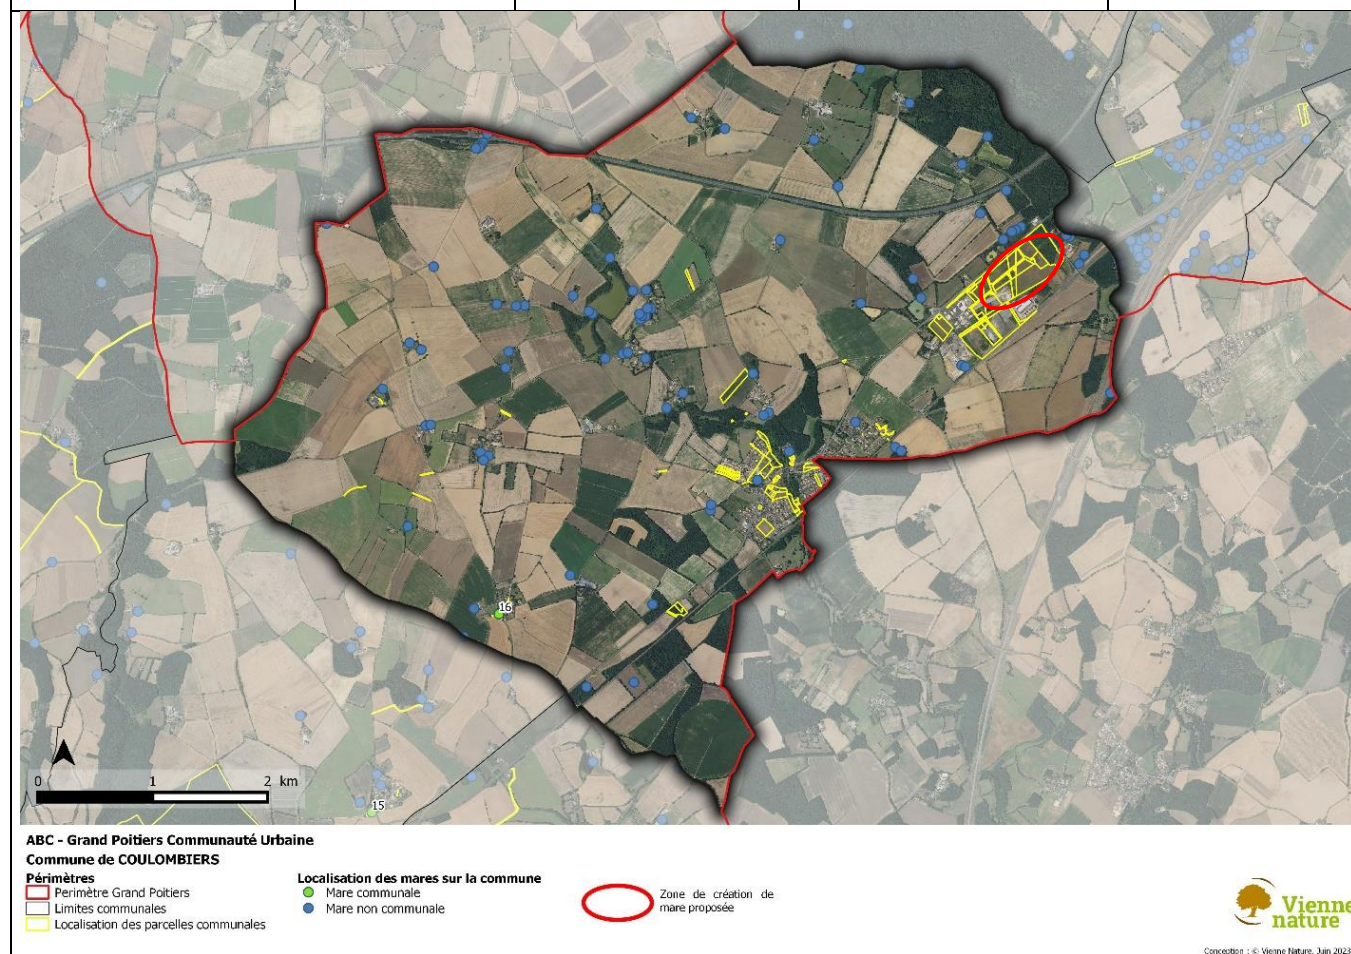 16
0 1 2 km
15
ABC - Grand Poitiers Communauté Urbaine
Commune de COULOMBIERS
Périmètres
Perimètre Grand Poitiers
Limites communales
Localisation des parcelles communales
Localisation des mares sur la commune
Mare communale
Mare non communale
Zone de création de
mare proposée
Vienne
nature
Conception : © Vienne Nature, Juin 2023